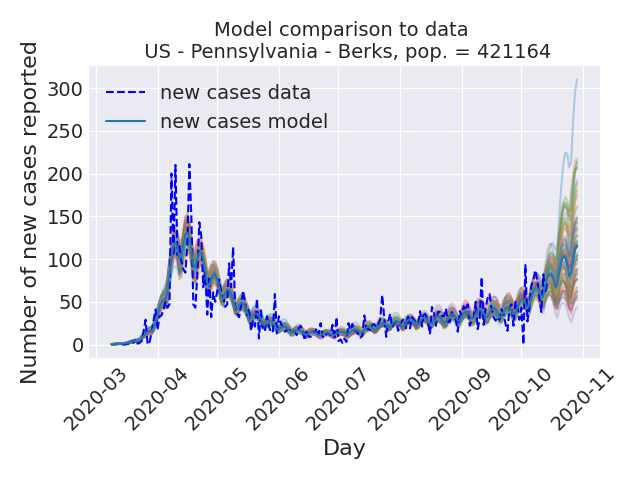 Model comparison to data
US - Pennsylvania - Berks, pop. = 421164
Number of new cases reported
300
250
200
150
100
50
0
new cases data
new cases model
2020-03
2020-04
2020-05
2020-06
2020-07
2020-08
2020-09
2020-10
2020-11
Day